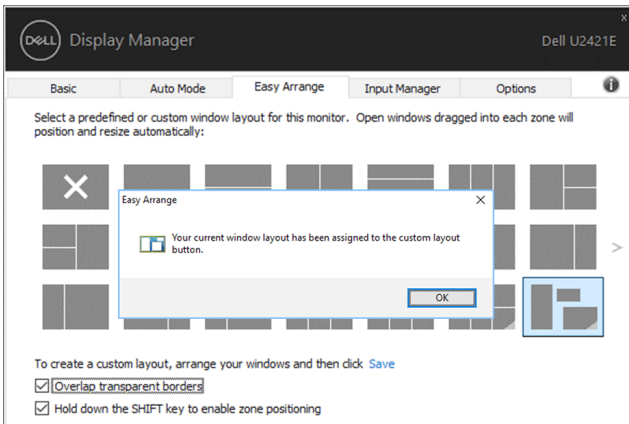 x
DELL Display Manager
Dell U2421E
Basic Auto Mode Easy Arrange Input Manager Options i
Select a predefined or custom window layout for this monitor. Open windows dragged into each zone will
position and resize automatically:
Easy Arrange
Your current window layout has been assigned to the custom layout
button.
OK
To create a custom layout, arrange your windows and then click Save
Overlap transparent borders
Hold down the SHIFT key to enable zone positioning